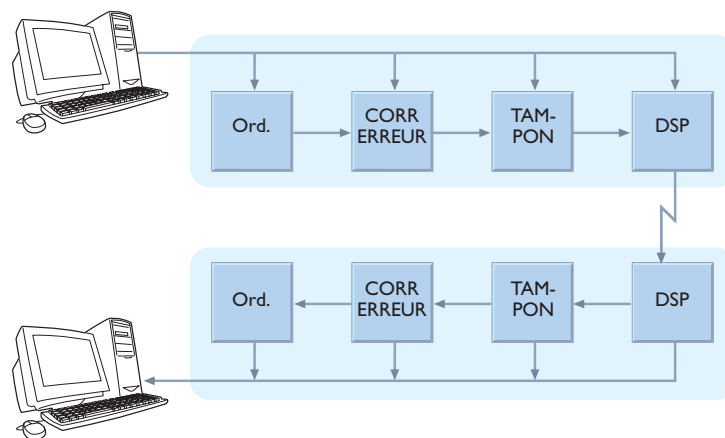 Ord.
CORR
ERREUR
TAM-
PON
DSP
Ord.
CORR
ERREUR
TAM-
PON
DSP